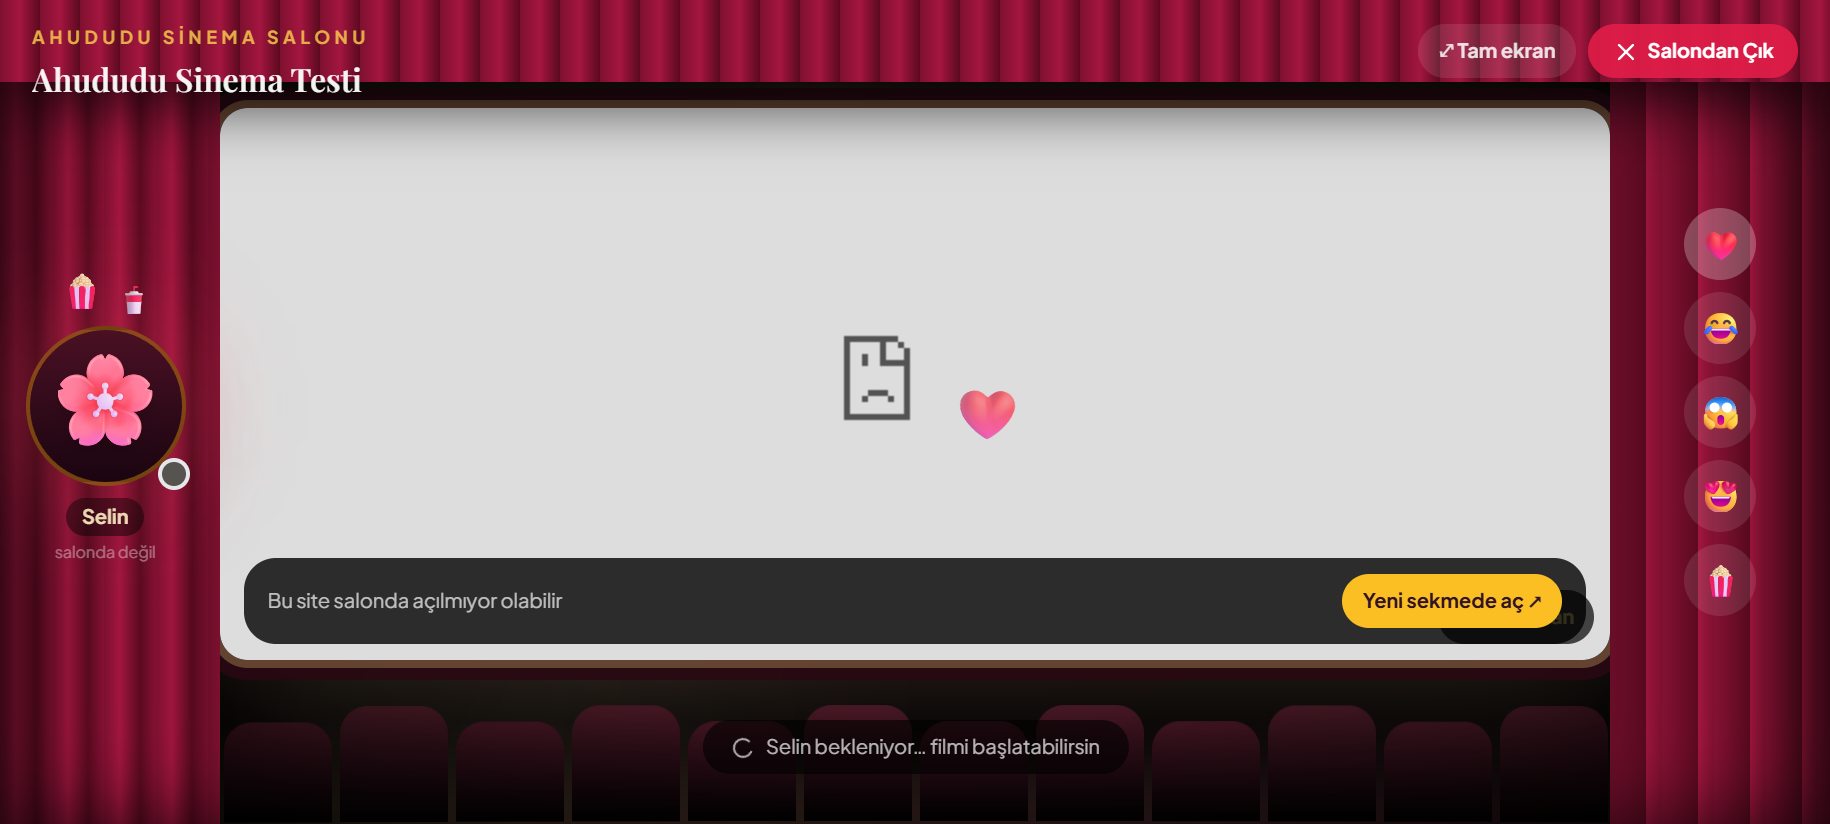 AHUDUDU SİNEMA SALONU
Ahududu Sinema Testi
Tam ekran
Salondan Çık
Selin
salonda değil
Bu site salonda açılmıyor olabilir
Yeni sekmede aç ↗
Selin bekleniyor... filmi başlatabilirsin